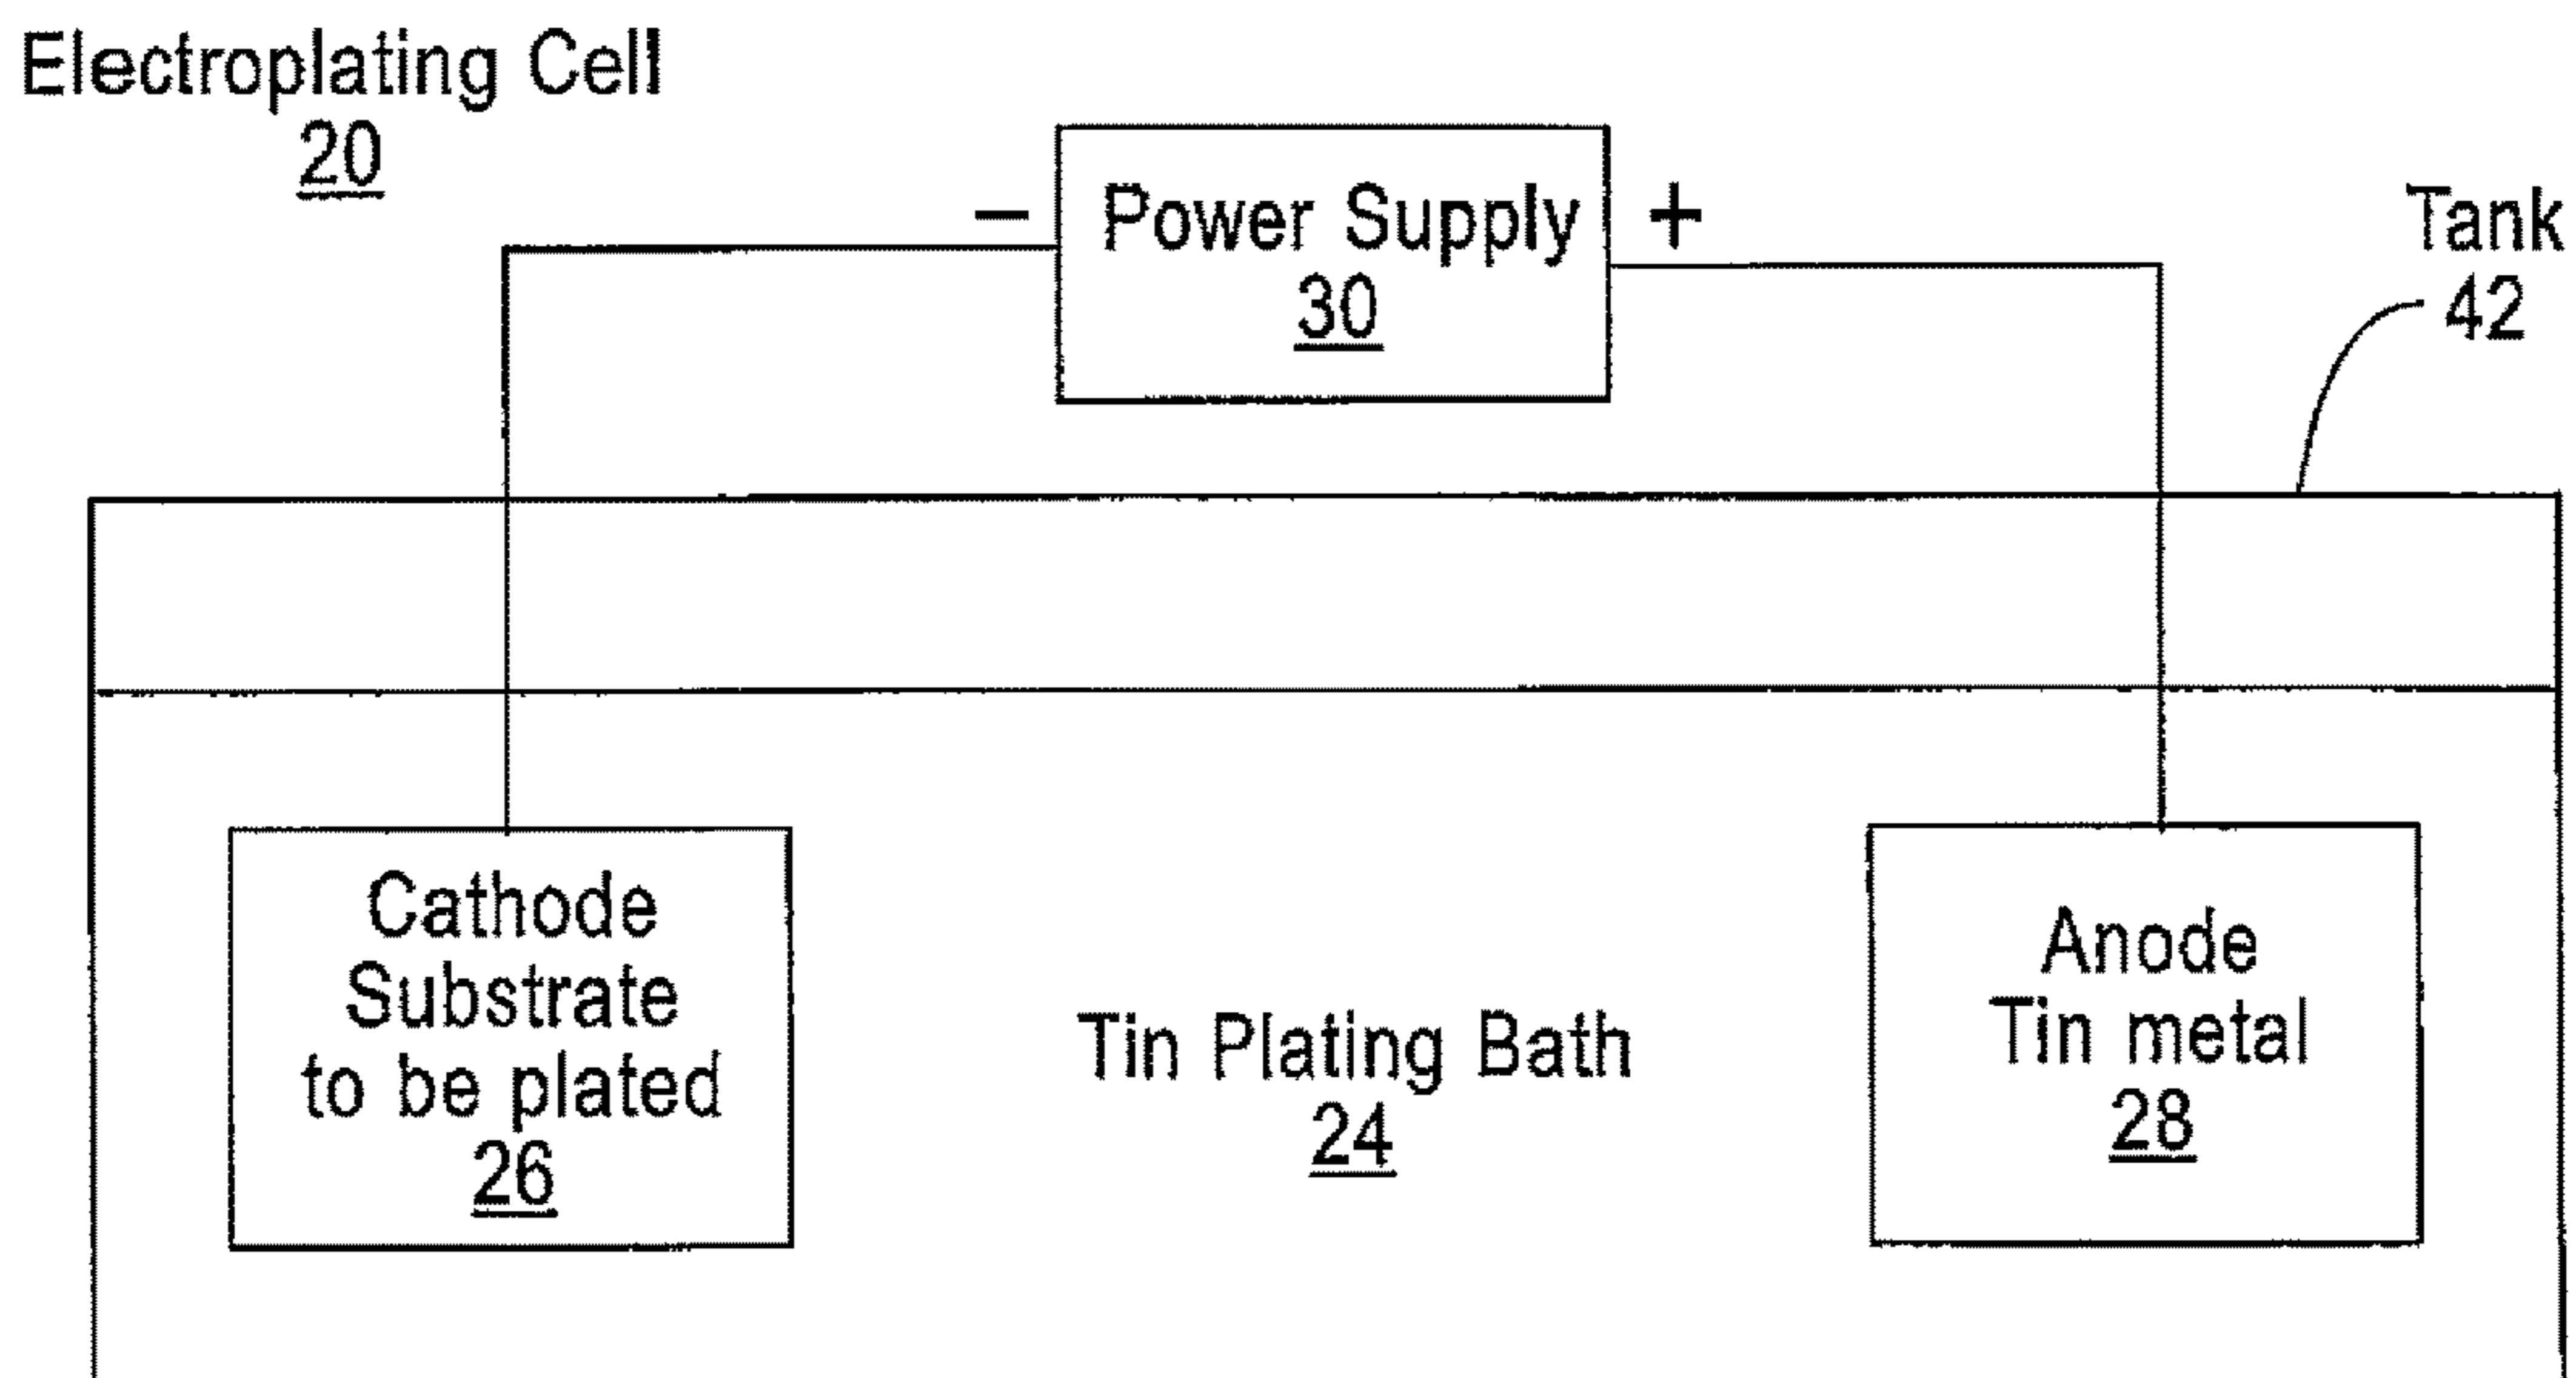 Electroplating Cell
20
− Power Supply +
30
Tank
42
Cathode
Substrate
to be plated
26
Tin Plating Bath
24
Anode
Tin metal
28